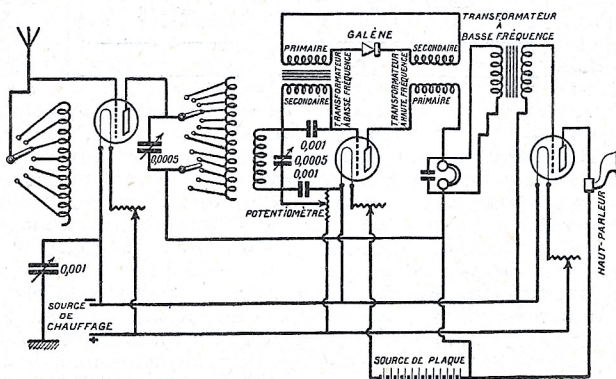 TRANSFORMATEUR
À
BASSE FRÉQUENCE
GALÈNE
PRIMAIRE
SECONDAIRE
TRANSFORMATEUR
À BASSE FRÉQUENCE
TRANSFORMATEUR
À HAUTE FRÉQUENCE
SECONDAIRE
PRIMAIRE
0,0005
0,001
0,0005
0,001
POTENTIOMÈTRE
HAUT-PARLEUR
0,001
SOURCE
DE
CHAUFFAGE
−
+
SOURCE DE PLAQUE